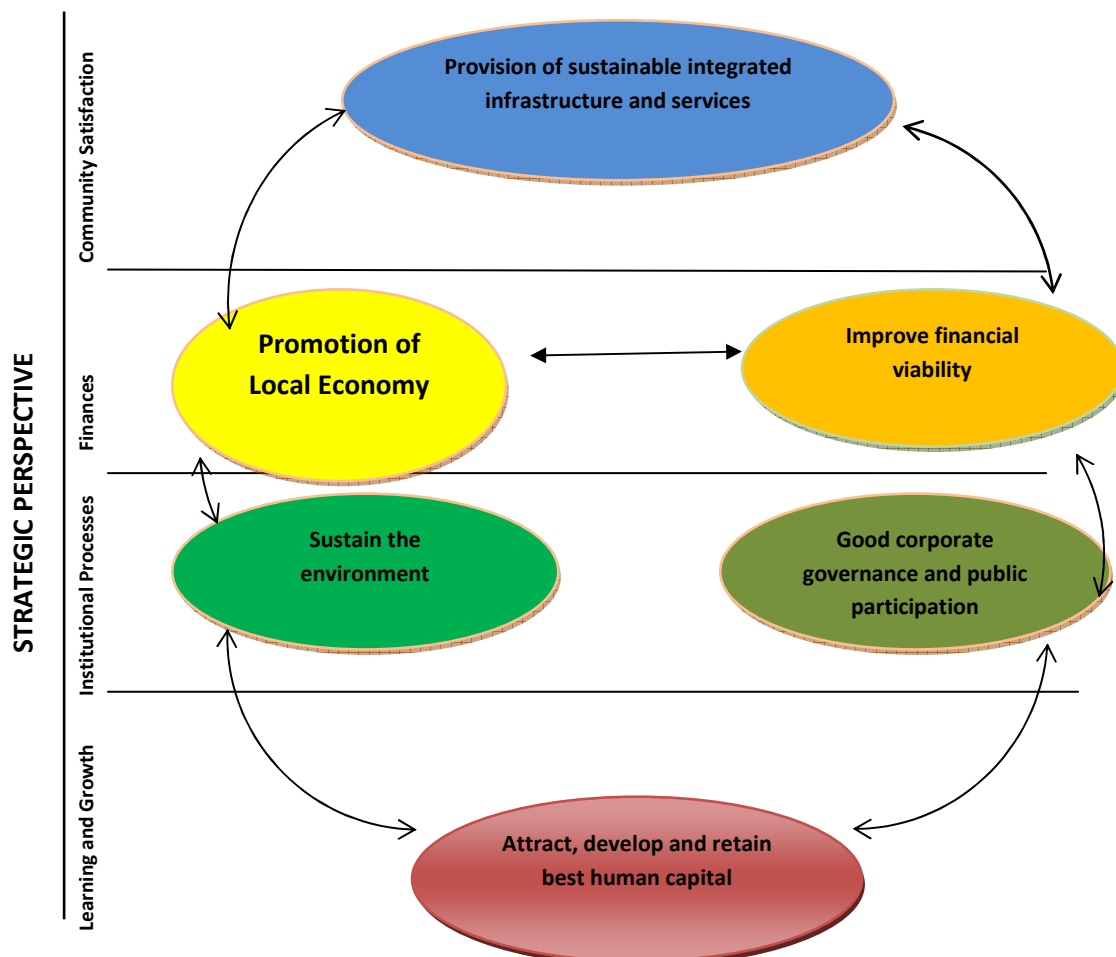 STRATEGIC PERSPECTIVE
Community Satisfaction
Provision of sustainable integrated
infrastructure and services
Finances
Promotion of
Local Economy
Improve financial
viability
Institutional Processes
Sustain the
environment
Good corporate
governance and public
participation
Learning and Growth
Attract, develop and retain
best human capital